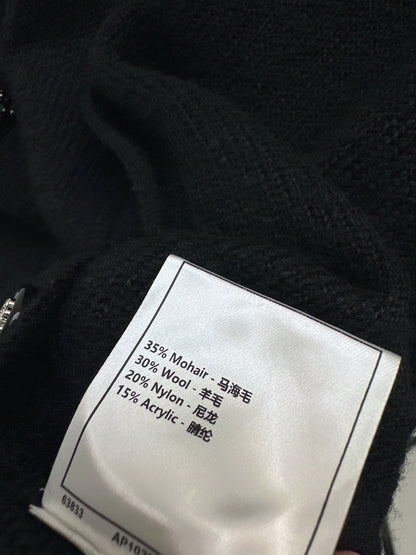 35% Mohair - 马海毛
30% Wool - 羊毛
20% Nylon - 尼龙
15% Acrylic - 腈纶
63833